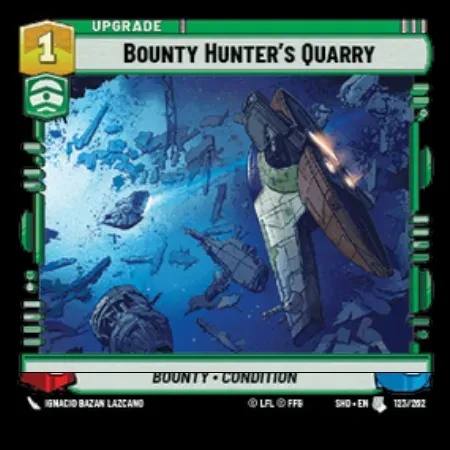 UPGRADE
1
BOUNTY HUNTER'S QUARRY
BOUNTY • CONDITION
IGNACIO BAZAN LAZCANO
© LFL © FFG
SHD • EN
123/262